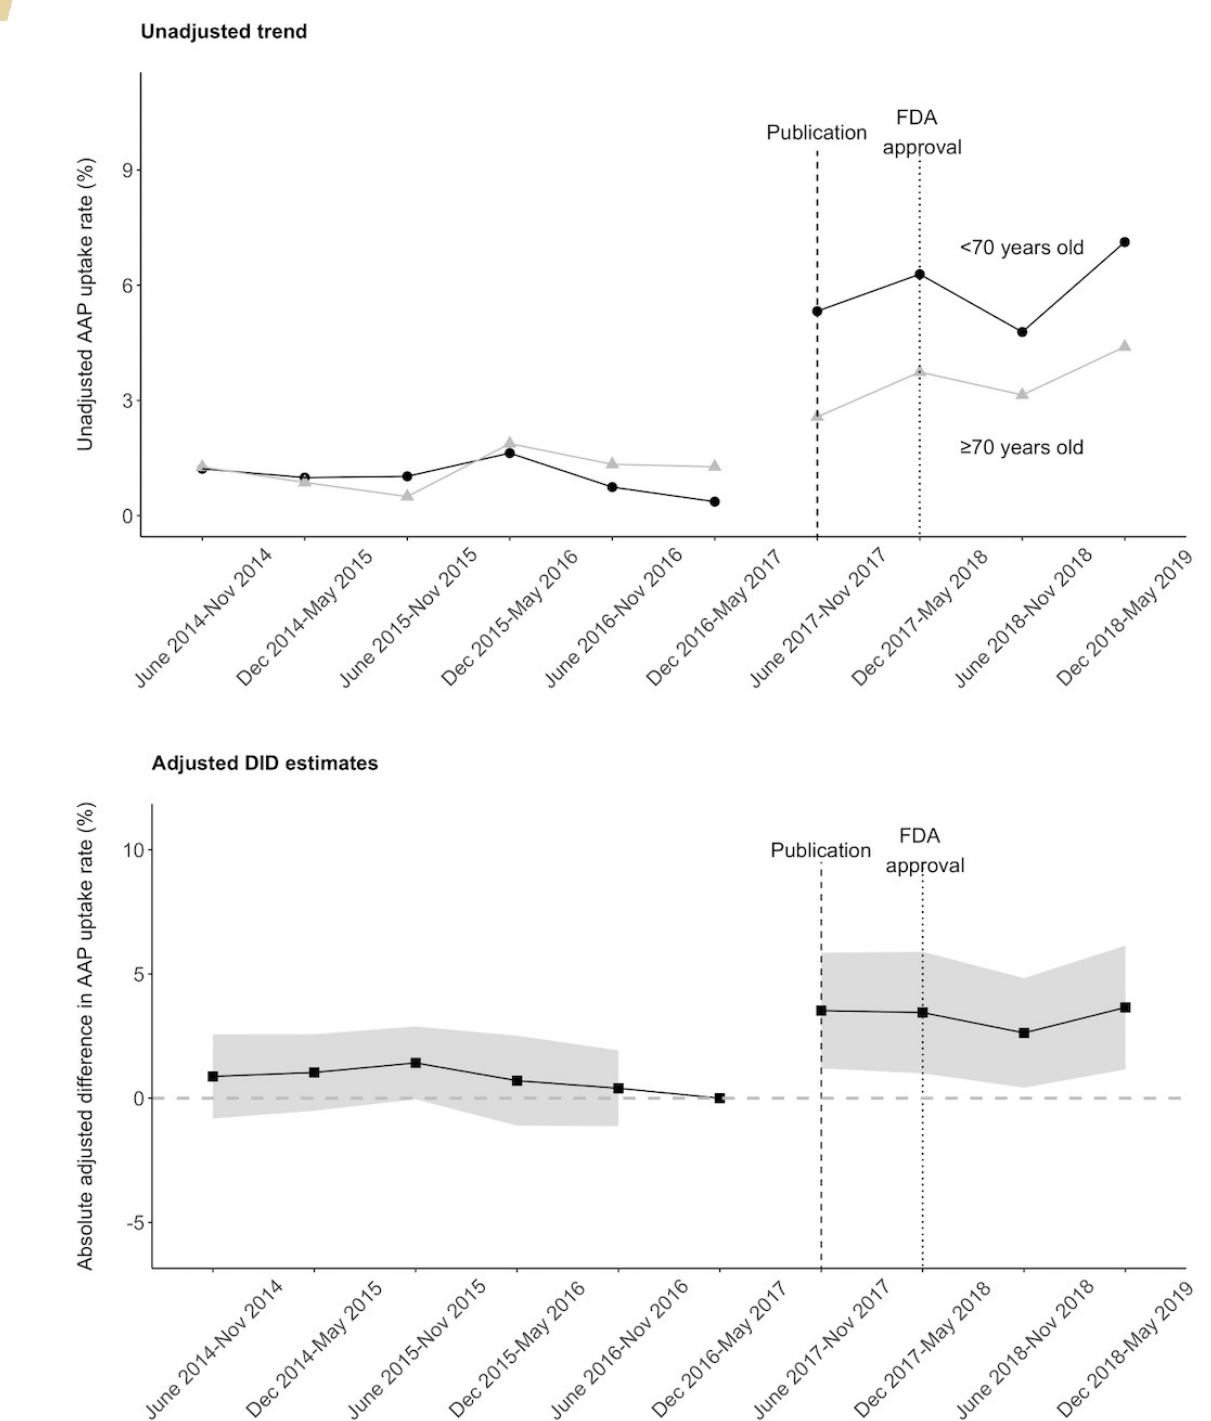 Unadjusted trend
Unadjusted AAP uptake rate (%)
9
6
3
0
Publication
FDA
approval
<70 years old
≥70 years old
June 2014-Nov 2014
Dec 2014-May 2015
June 2015-Nov 2015
Dec 2015-May 2016
June 2016-Nov 2016
Dec 2016-May 2017
June 2017-Nov 2017
Dec 2017-May 2018
June 2018-Nov 2018
Dec 2018-May 2019
Adjusted DID estimates
Absolute adjusted difference in AAP uptake rate (%)
10
5
0
-5
Publication
FDA
approval
June 2014-Nov 2014
Dec 2014-May 2015
June 2015-Nov 2015
Dec 2015-May 2016
June 2016-Nov 2016
Dec 2016-May 2017
June 2017-Nov 2017
Dec 2017-May 2018
June 2018-Nov 2018
Dec 2018-May 2019